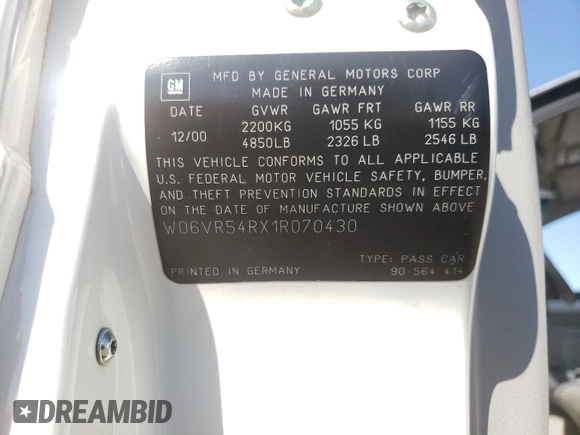 GM
MFD BY GENERAL MOTORS CORP
MADE IN GERMANY
DATE GVWR GAWR FRT GAWR RR
12/00 2200KG 1055 KG 1155 KG
4850LB 2326 LB 2546 LB
THIS VEHICLE CONFORMS TO ALL APPLICABLE
U.S. FEDERAL MOTOR VEHICLE SAFETY, BUMPER,
AND THEFT PREVENTION STANDARDS IN EFFECT
ON THE DATE OF MANUFACTURE SHOWN ABOVE
W06VR54RX1R070430
TYPE: PASS CAR
PRINTED IN GERMANY 90-564 414
DREAMBID